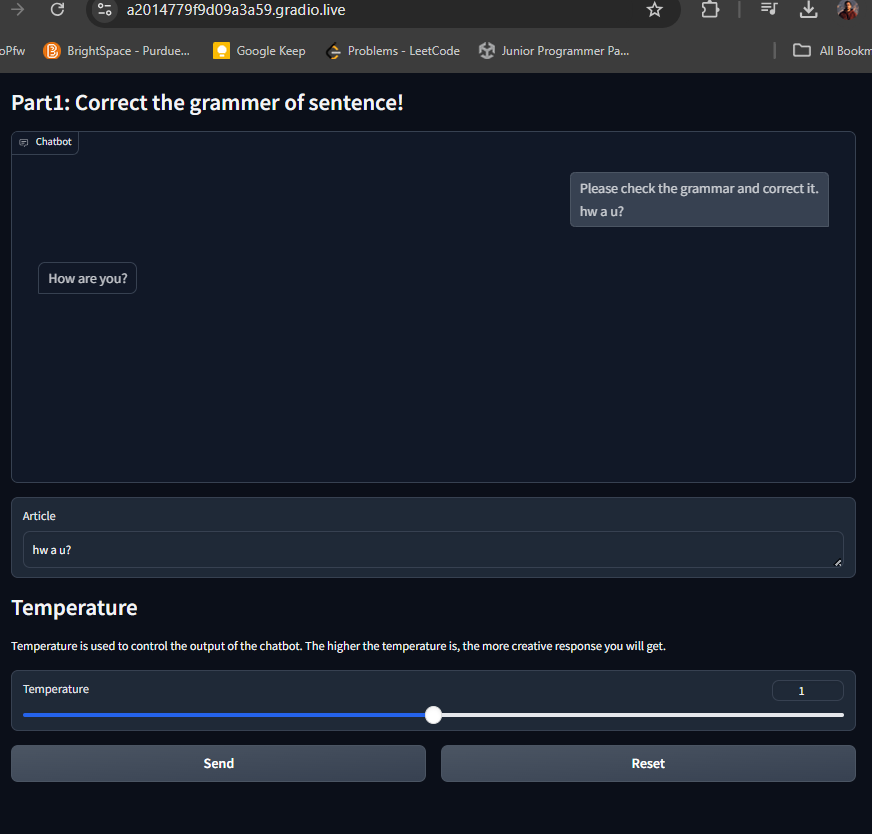 a2014779f9d09a3a59.gradio.live
oPfw BrightSpace - Purdue... Google Keep Problems - LeetCode Junior Programmer Pa... All Bookm
Part1: Correct the grammer of sentence!
Chatbot
Please check the grammar and correct it.
hw a u?
How are you?
Article
hw a u?
Temperature
Temperature is used to control the output of the chatbot. The higher the temperature is, the more creative response you will get.
Temperature 1
Send Reset